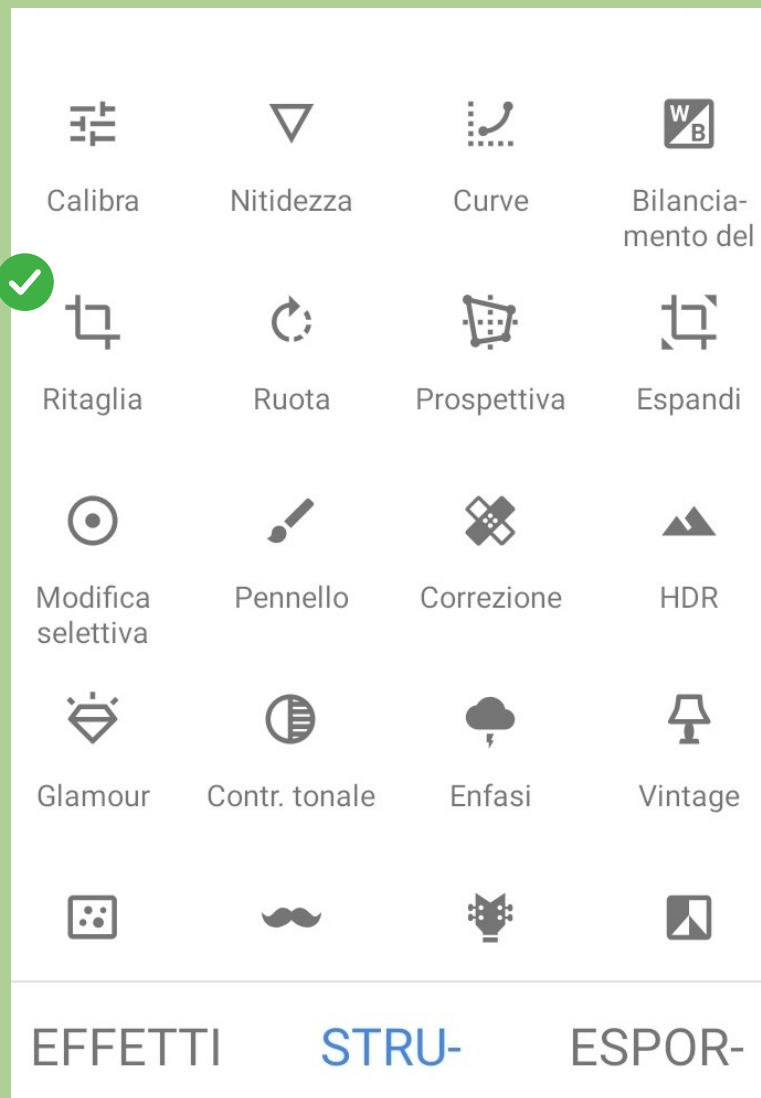 W B
Calibra Nitidezza Curve Bilancia-
mento del
Ritaglia Ruota Prospettiva Espandi
Modifica Pennello Correzione HDR
selettiva
Glamour Contr. tonale Enfasi Vintage
EFFETTI STRU- ESPOR-